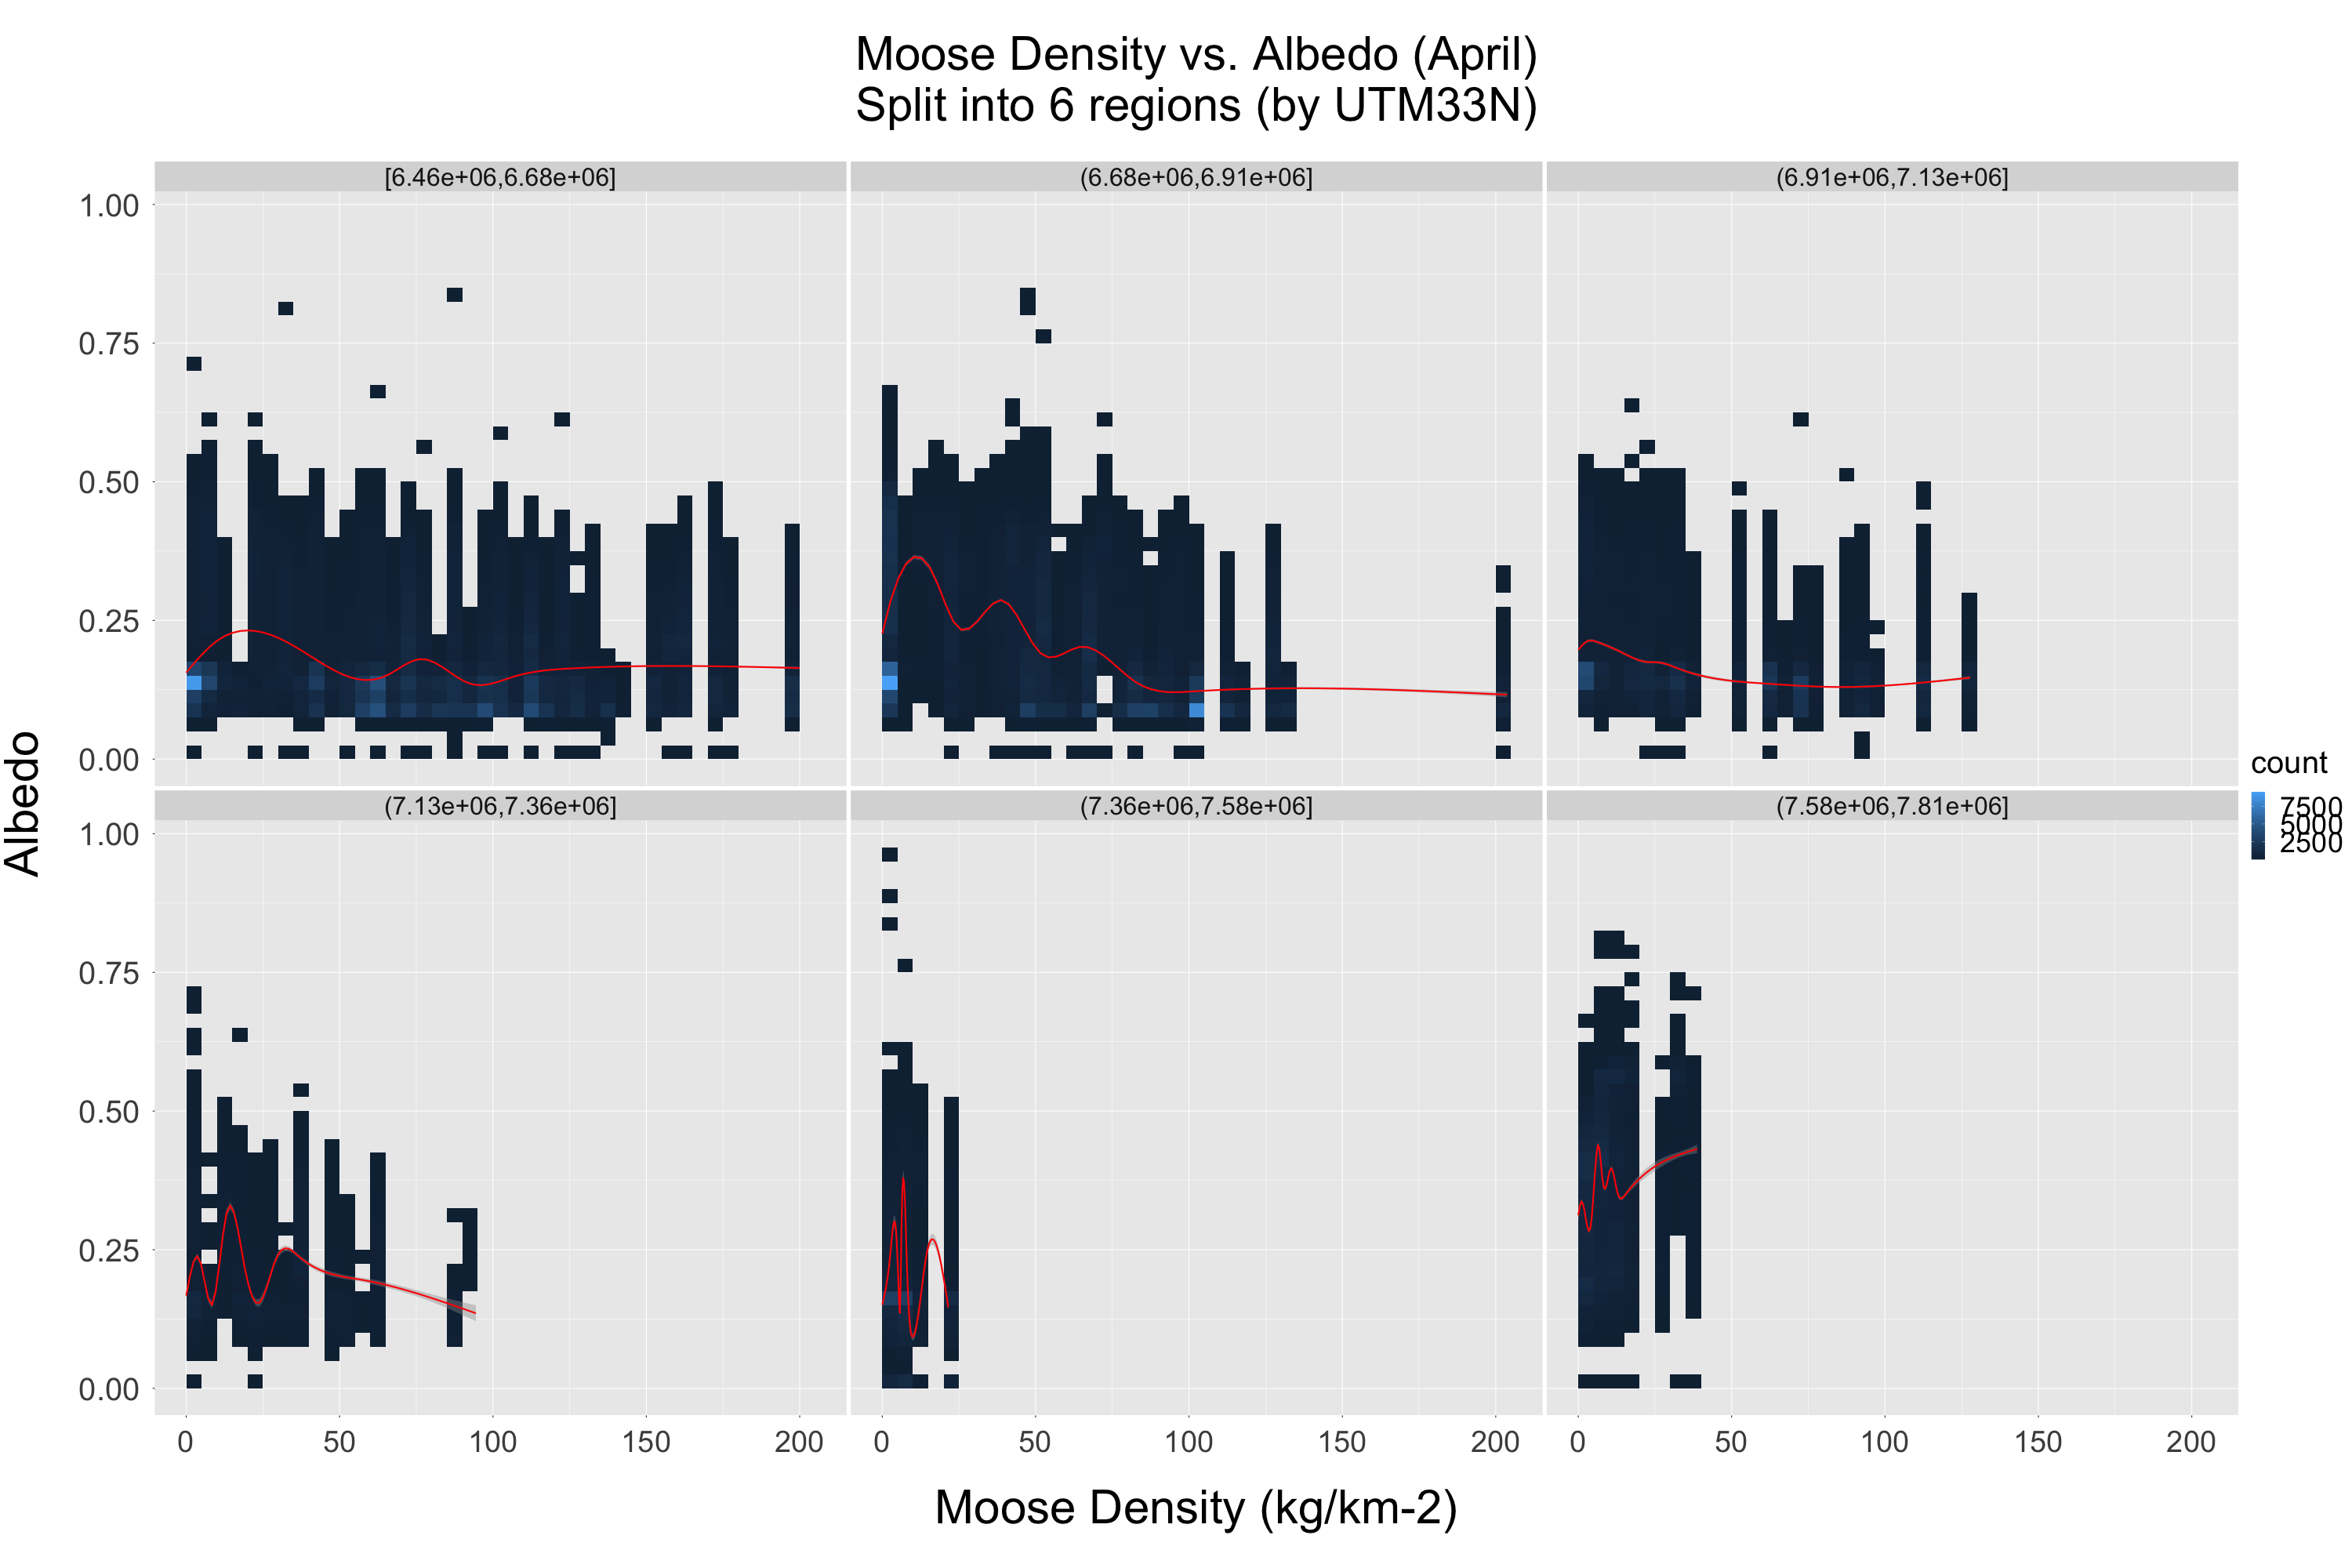 Moose Density vs. Albedo (April)
Split into 6 regions (by UTM33N)
[6.46e+06,6.68e+06]
(6.68e+06,6.91e+06]
(6.91e+06,7.13e+06]
1.00
0.75
0.50
0.25
0.00
Albedo
(7.13e+06,7.36e+06]
(7.36e+06,7.58e+06]
(7.58e+06,7.81e+06]
1.00
0.75
0.50
0.25
0.00
count
7500
5000
2500
0 50 100 150 200
0 50 100 150 200
0 50 100 150 200
Moose Density (kg/km-2)